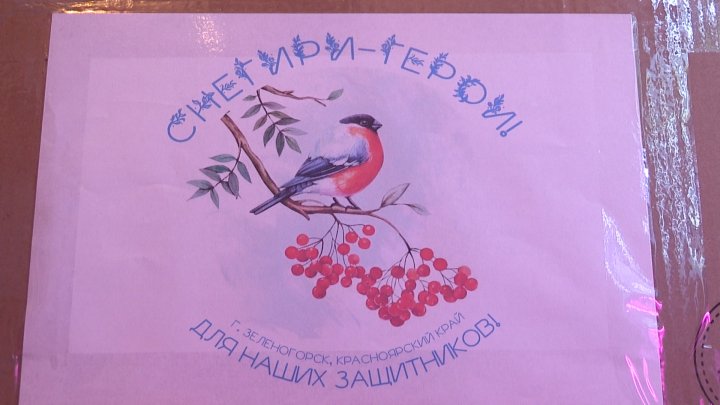 СНЕГИРИ-ГЕРОИ!
Г. ЗЕЛЕНОГОРСК, КРАСНОЯРСКИЙ КРАЙ
ДЛЯ НАШИХ ЗАЩИТНИКОВ!